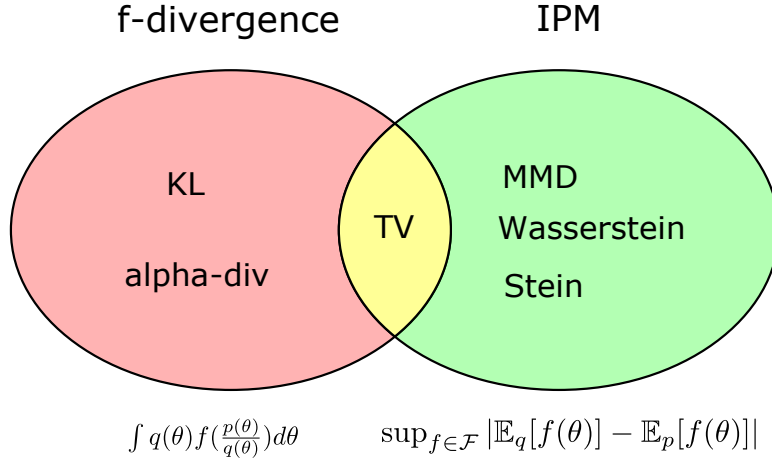 f-divergence
IPM
KL
alpha-div
TV
MMD
Wasserstein
Stein
∫ q(θ)f(p(θ)/q(θ))dθ
sup_{f∈ℱ} |𝔼_q[f(θ)] − 𝔼_p[f(θ)]|